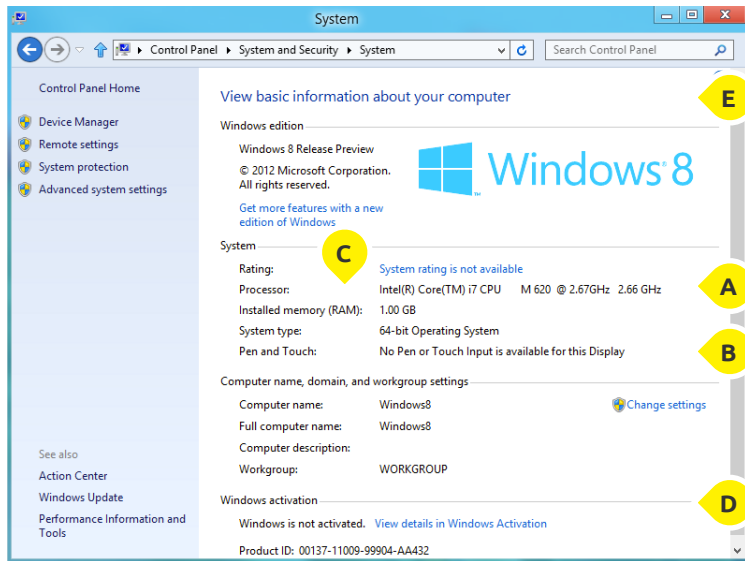 System
Control Panel ▸ System and Security ▸ System
Search Control Panel
Control Panel Home
Device Manager
Remote settings
System protection
Advanced system settings
See also
Action Center
Windows Update
Performance Information and
Tools
View basic information about your computer
E
Windows edition
Windows 8 Release Preview
© 2012 Microsoft Corporation.
All rights reserved.
Windows 8
Get more features with a new
edition of Windows
System
C
Rating: System rating is not available
Processor: Intel(R) Core(TM) i7 CPU M 620 @ 2.67GHz 2.66 GHz
A
Installed memory (RAM): 1.00 GB
System type: 64-bit Operating System
Pen and Touch: No Pen or Touch Input is available for this Display
B
Computer name, domain, and workgroup settings
Computer name: Windows8
Change settings
Full computer name: Windows8
Computer description:
Workgroup: WORKGROUP
Windows activation
D
Windows is not activated. View details in Windows Activation
Product ID: 00137-11009-99904-AA432